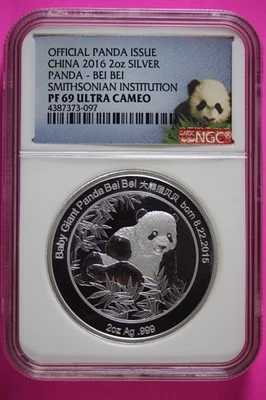 OFFICIAL PANDA ISSUE
CHINA 2016 2oz SILVER
PANDA - BEI BEI
SMITHSONIAN INSTITUTION
PF 69 ULTRA CAMEO
4387373-097
NGC
Baby Giant Panda Bei Bei 大熊猫贝贝 born 8.22.2015
2oz Ag .999